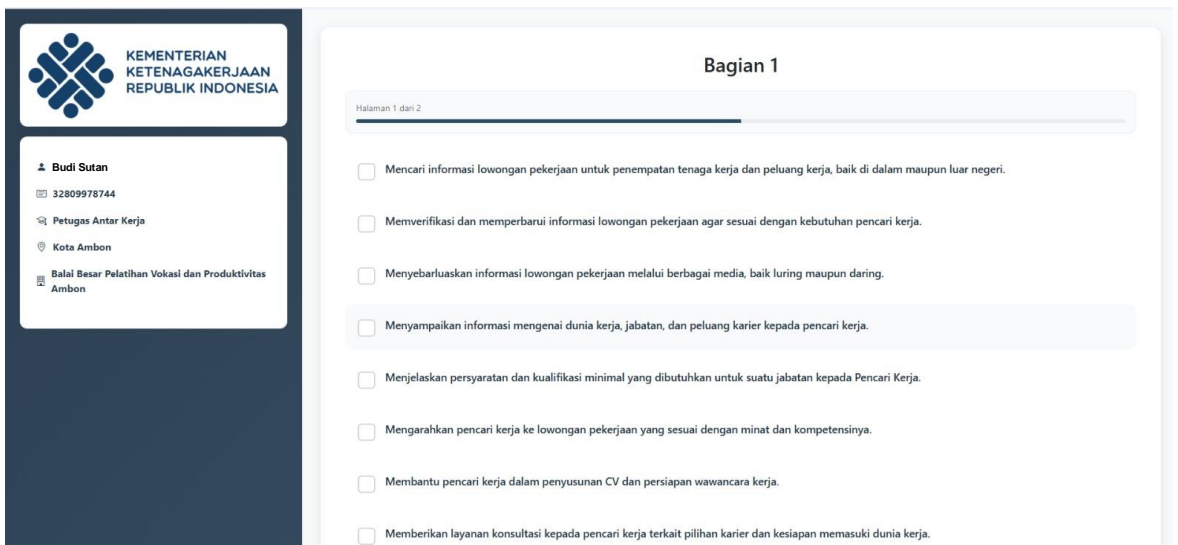 KEMENTERIAN
KETENAGAKERJAAN
REPUBLIK INDONESIA
Budi Sutan
32809978744
Petugas Antar Kerja
Kota Ambon
Balai Besar Pelatihan Vokasi dan Produktivitas
Ambon
Bagian 1
Halaman 1 dari 2
Mencari informasi lowongan pekerjaan untuk penempatan tenaga kerja dan peluang kerja, baik di dalam maupun luar negeri.
Memverifikasi dan memperbarui informasi lowongan pekerjaan agar sesuai dengan kebutuhan pencari kerja.
Menyebarluaskan informasi lowongan pekerjaan melalui berbagai media, baik luring maupun daring.
Menyampaikan informasi mengenai dunia kerja, jabatan, dan peluang karier kepada pencari kerja.
Menjelaskan persyaratan dan kualifikasi minimal yang dibutuhkan untuk suatu jabatan kepada Pencari Kerja.
Mengarahkan pencari kerja ke lowongan pekerjaan yang sesuai dengan minat dan kompetensinya.
Membantu pencari kerja dalam penyusunan CV dan persiapan wawancara kerja.
Memberikan layanan konsultasi kepada pencari kerja terkait pilihan karier dan kesiapan memasuki dunia kerja.